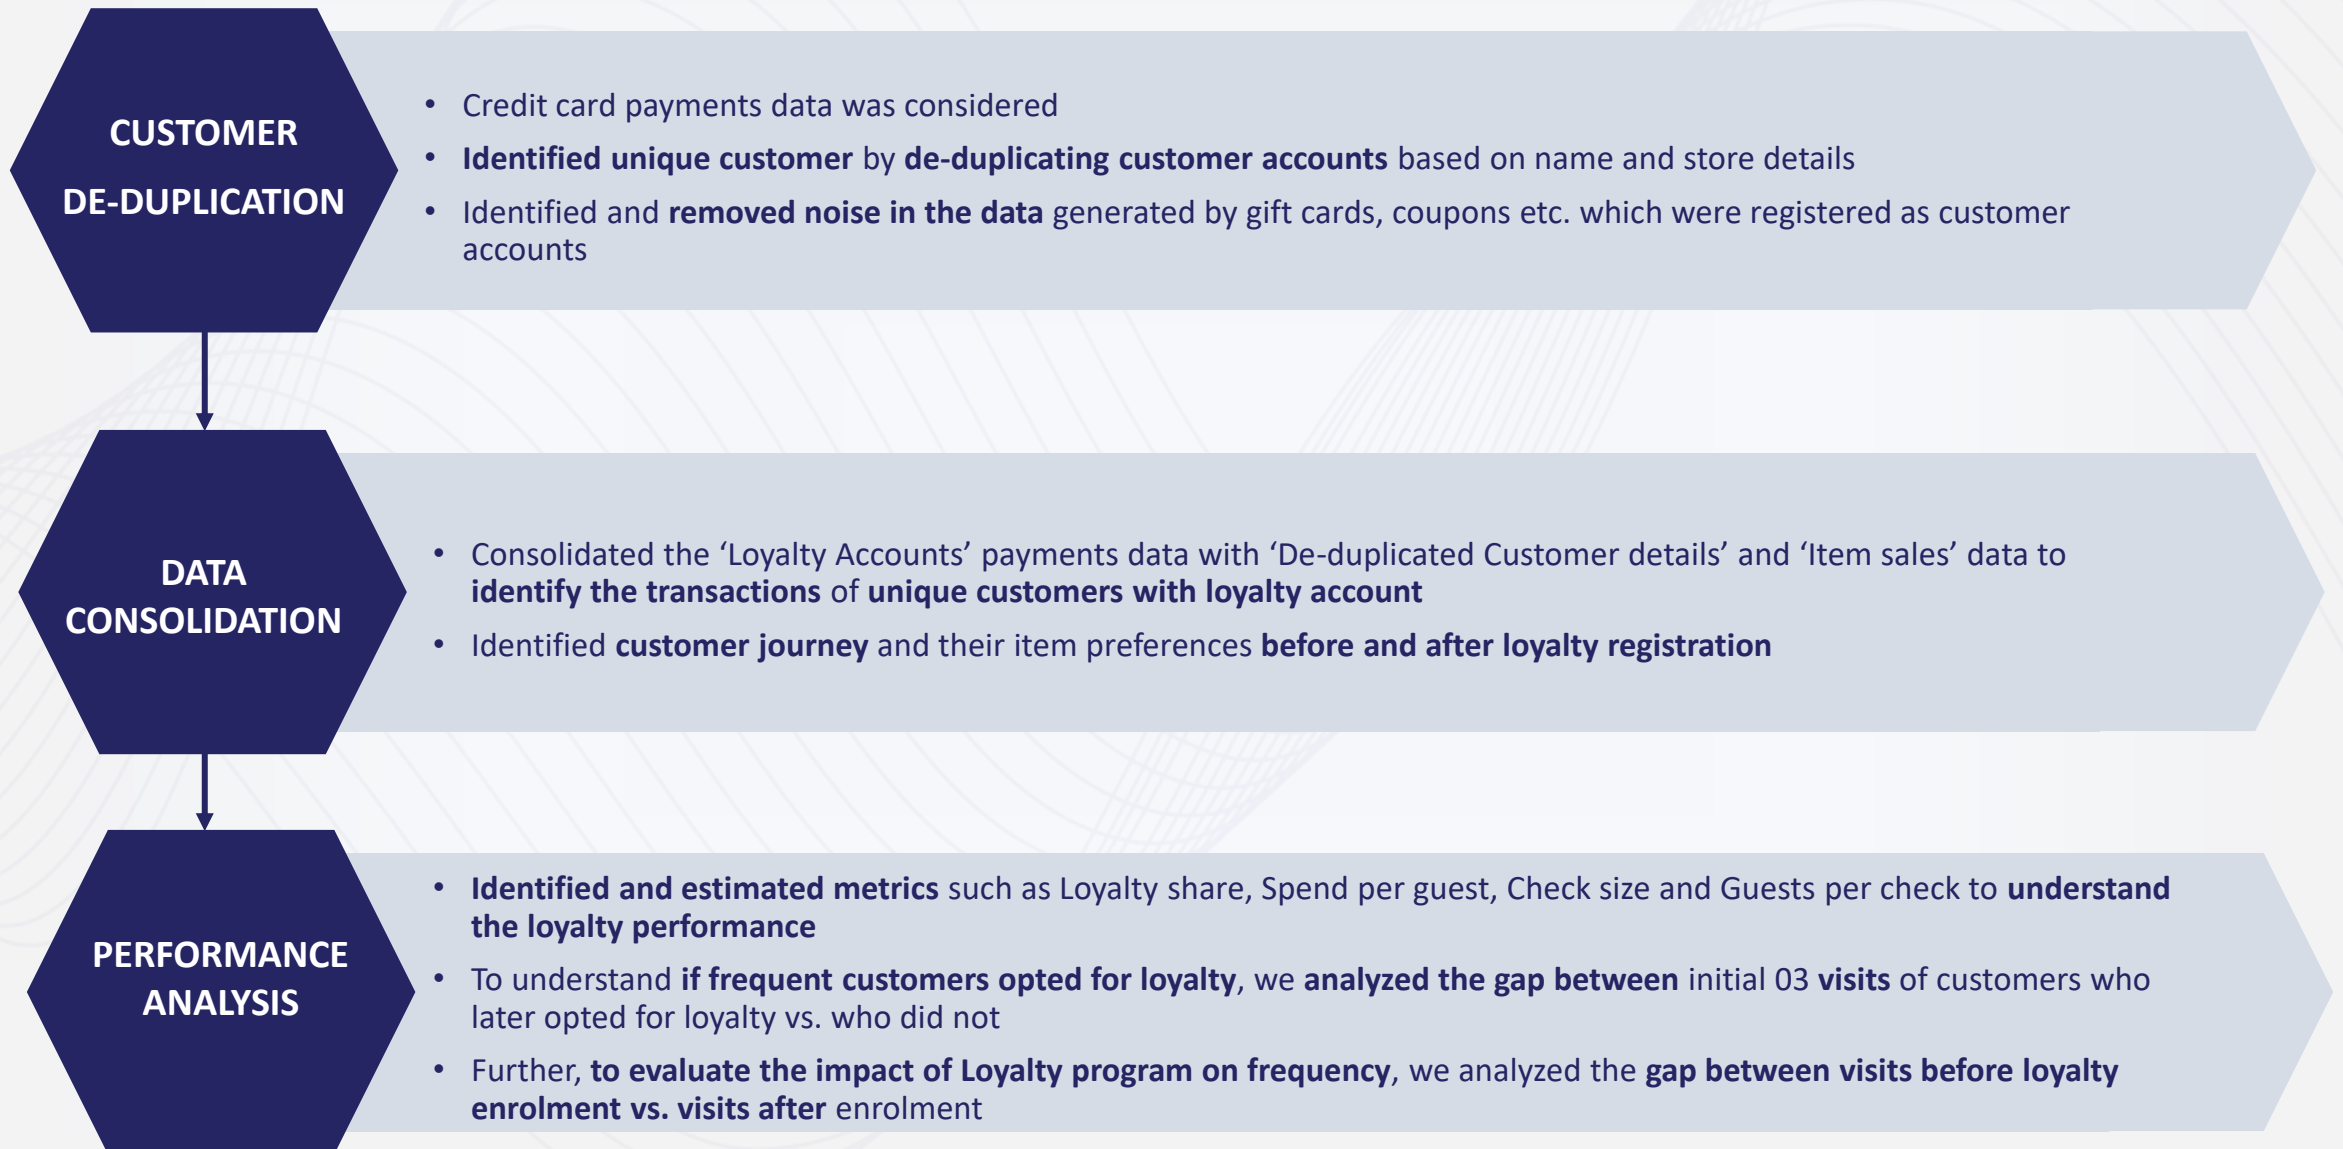 CUSTOMER
DE-DUPLICATION
• Credit card payments data was considered
• Identified unique customer by de-duplicating customer accounts based on name and store details
• Identified and removed noise in the data generated by gift cards, coupons etc. which were registered as customer
accounts
DATA
CONSOLIDATION
• Consolidated the ‘Loyalty Accounts’ payments data with ‘De-duplicated Customer details’ and ‘Item sales’ data to
identify the transactions of unique customers with loyalty account
• Identified customer journey and their item preferences before and after loyalty registration
PERFORMANCE
ANALYSIS
• Identified and estimated metrics such as Loyalty share, Spend per guest, Check size and Guests per check to understand
the loyalty performance
• To understand if frequent customers opted for loyalty, we analyzed the gap between initial 03 visits of customers who
later opted for loyalty vs. who did not
• Further, to evaluate the impact of Loyalty program on frequency, we analyzed the gap between visits before loyalty
enrolment vs. visits after enrolment